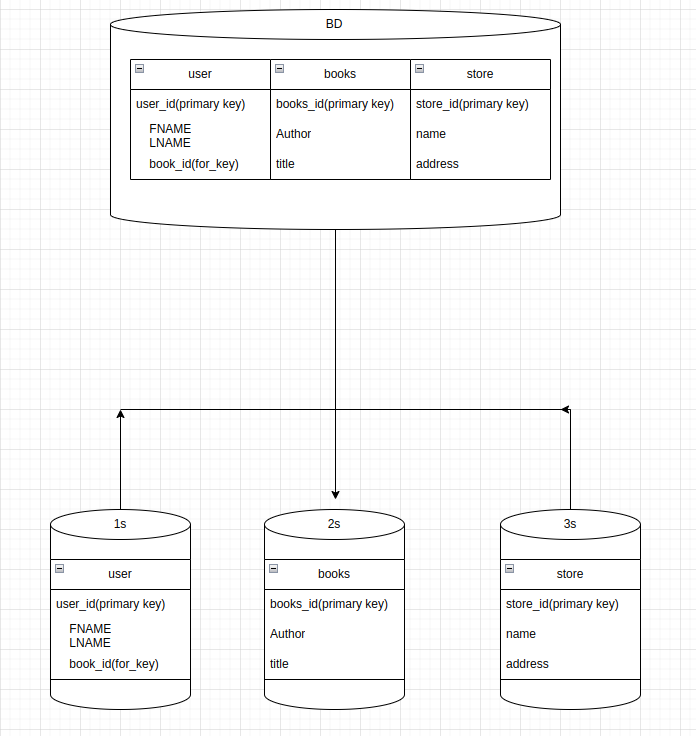 BD
user books store
user_id(primary key) books_id(primary key) store_id(primary key)
FNAME
LNAME
Author name
book_id(for_key) title address
1s 2s 3s
user books store
user_id(primary key) books_id(primary key) store_id(primary key)
FNAME
LNAME
Author name
book_id(for_key) title address